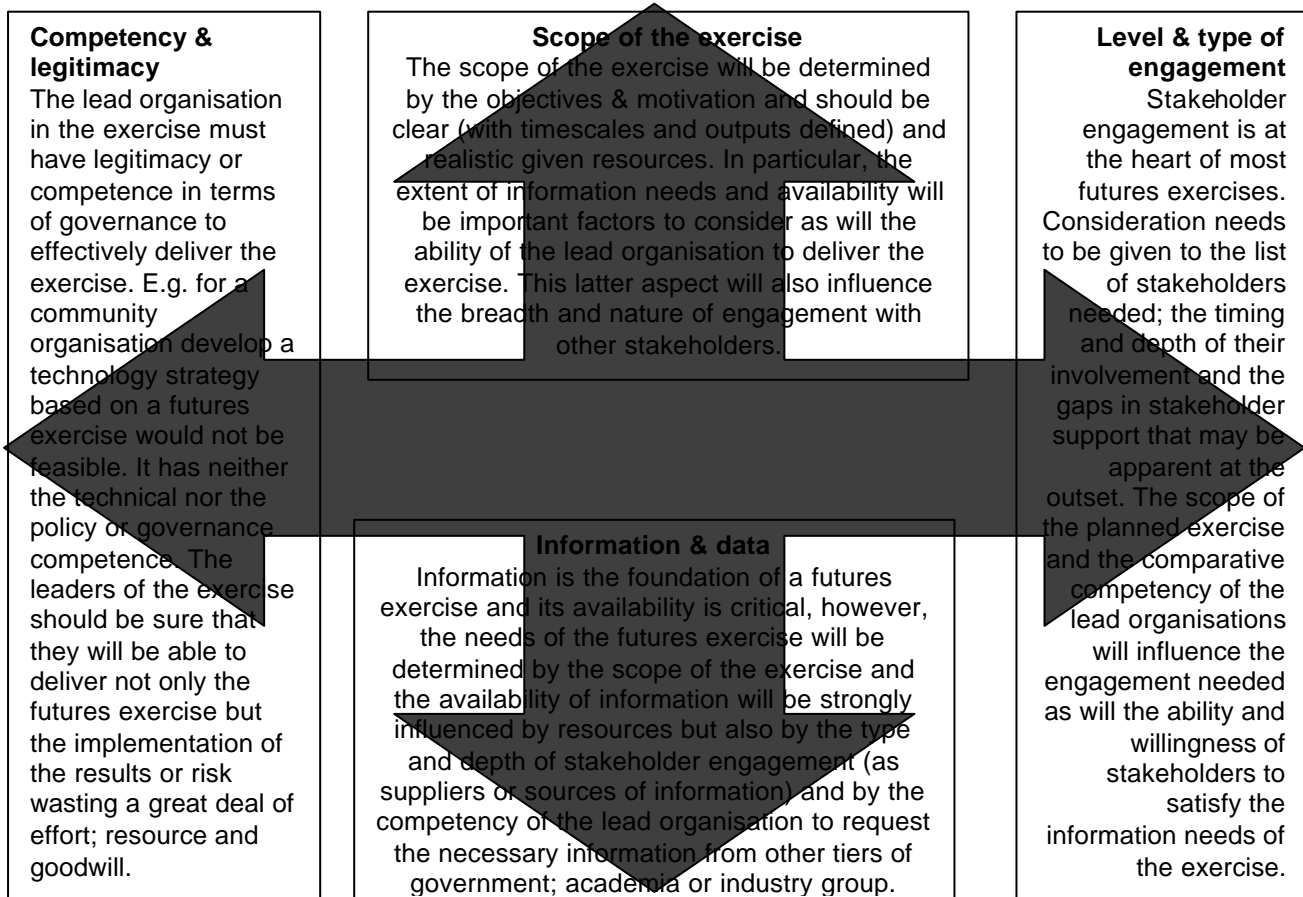 Competency &
legitimacy
The lead organisation
in the exercise must
have legitimacy or
competence in terms
of governance to
effectively deliver the
exercise. E.g. for a
community
organisation develop a
technology strategy
based on a futures
exercise would not be
feasible. It has neither
the technical nor the
policy or governance
competence. The
leaders of the exercise
should be sure that
they will be able to
deliver not only the
futures exercise but
the implementation of
the results or risk
wasting a great deal of
effort; resource and
goodwill.
Scope of the exercise
The scope of the exercise will be determined
by the objectives & motivation and should be
clear (with timescales and outputs defined) and
realistic given resources. In particular, the
extent of information needs and availability will
be important factors to consider as will the
ability of the lead organisation to deliver the
exercise. This latter aspect will also influence
the breadth and nature of engagement with
other stakeholders.
Information & data
Information is the foundation of a futures
exercise and its availability is critical, however,
the needs of the futures exercise will be
determined by the scope of the exercise and
the availability of information will be strongly
influenced by resources but also by the type
and depth of stakeholder engagement (as
suppliers or sources of information) and by the
competency of the lead organisation to request
the necessary information from other tiers of
government; academia or industry group.
Level & type of
engagement
Stakeholder
engagement is at
the heart of most
futures exercises.
Consideration needs
to be given to the list
of stakeholders
needed; the timing
and depth of their
involvement and the
gaps in stakeholder
support that may be
apparent at the
outset. The scope of
the planned exercise
and the comparative
competency of the
lead organisations
will influence the
engagement needed
as will the ability and
willingness of
stakeholders to
satisfy the
information needs of
the exercise.